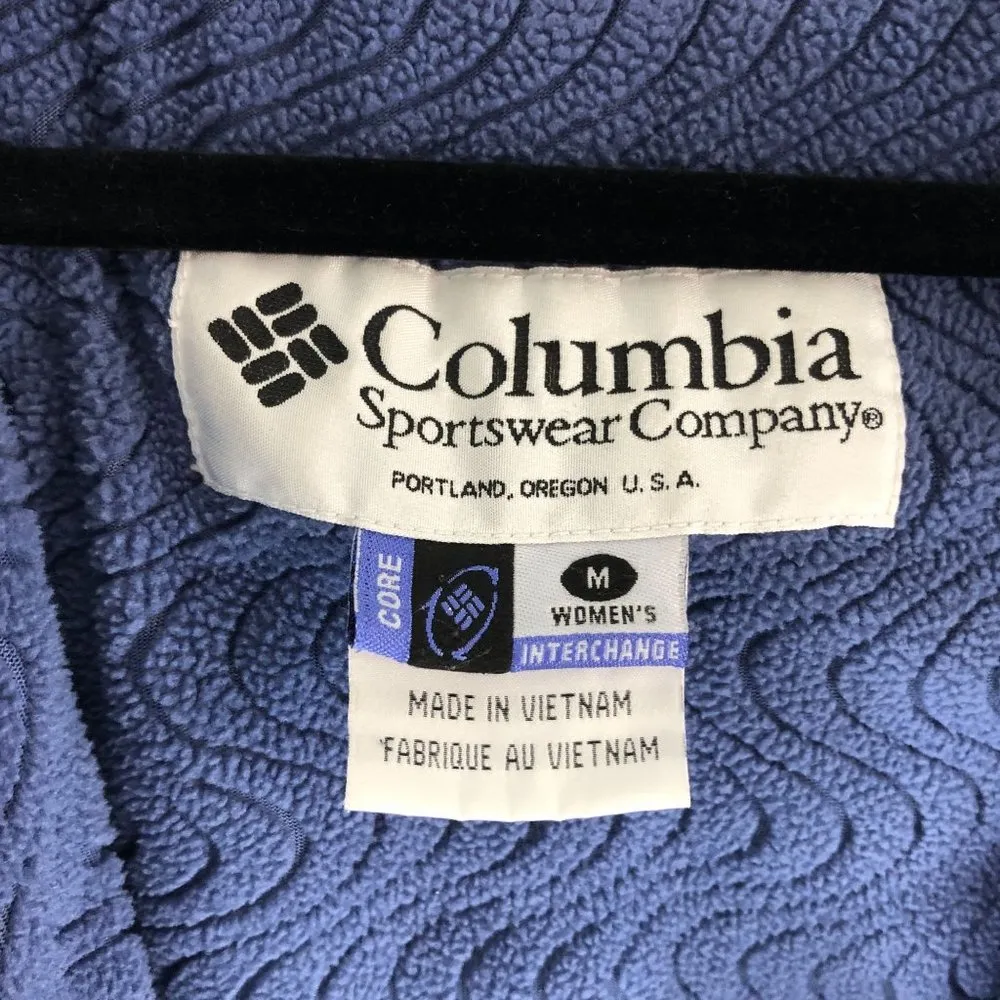 Columbia
Sportswear Company®
PORTLAND, OREGON U.S.A.
CORE
M
WOMEN'S
INTERCHANGE
MADE IN VIETNAM
FABRIQUE AU VIETNAM